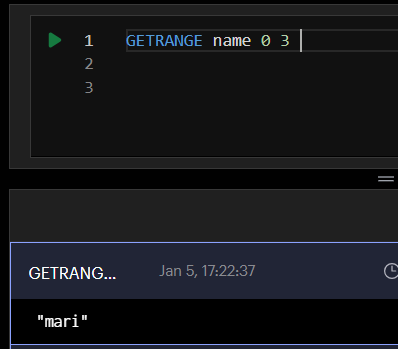 1 GETRANGE name 0 3
2
3
GETRANG... Jan 5, 17:22:37
"mari"